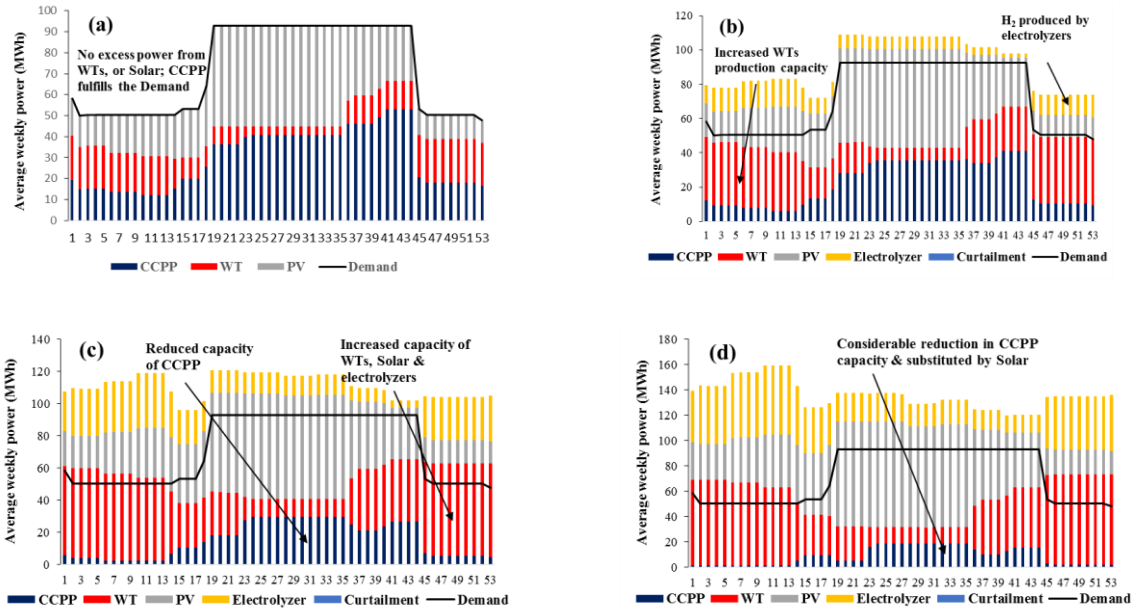 (a)
No excess power from
WTs, or Solar; CCPP
fulfills the Demand
Average weekly power (MWh)
100
90
80
70
60
50
40
30
20
10
0
1 3 5 7 9 11 13 15 17 19 21 23 25 27 29 31 33 35 37 39 41 43 45 47 49 51 53
CCPP WT PV Demand
(b)
H2 produced by
electrolyzers
Increased WTs
production capacity
Average weekly power (MWh)
120
100
80
60
40
20
0
1 3 5 7 9 11 13 15 17 19 21 23 25 27 29 31 33 35 37 39 41 43 45 47 49 51 53
CCPP WT PV Electrolyzer Curtailment Demand
(c)
Reduced capacity
of CCPP
Increased capacity of
WTs, Solar &
electrolyzers
Average weekly power (MWh)
140
120
100
80
60
40
20
0
1 3 5 7 9 11 13 15 17 19 21 23 25 27 29 31 33 35 37 39 41 43 45 47 49 51 53
CCPP WT PV Electrolyzer Curtailment Demand
(d)
Considerable reduction in CCPP
capacity & substituted by Solar
Average weekly power (MWh)
180
160
140
120
100
80
60
40
20
0
1 3 5 7 9 11 13 15 17 19 21 23 25 27 29 31 33 35 37 39 41 43 45 47 49 51 53
CCPP WT PV Electrolyzer Curtailment Demand